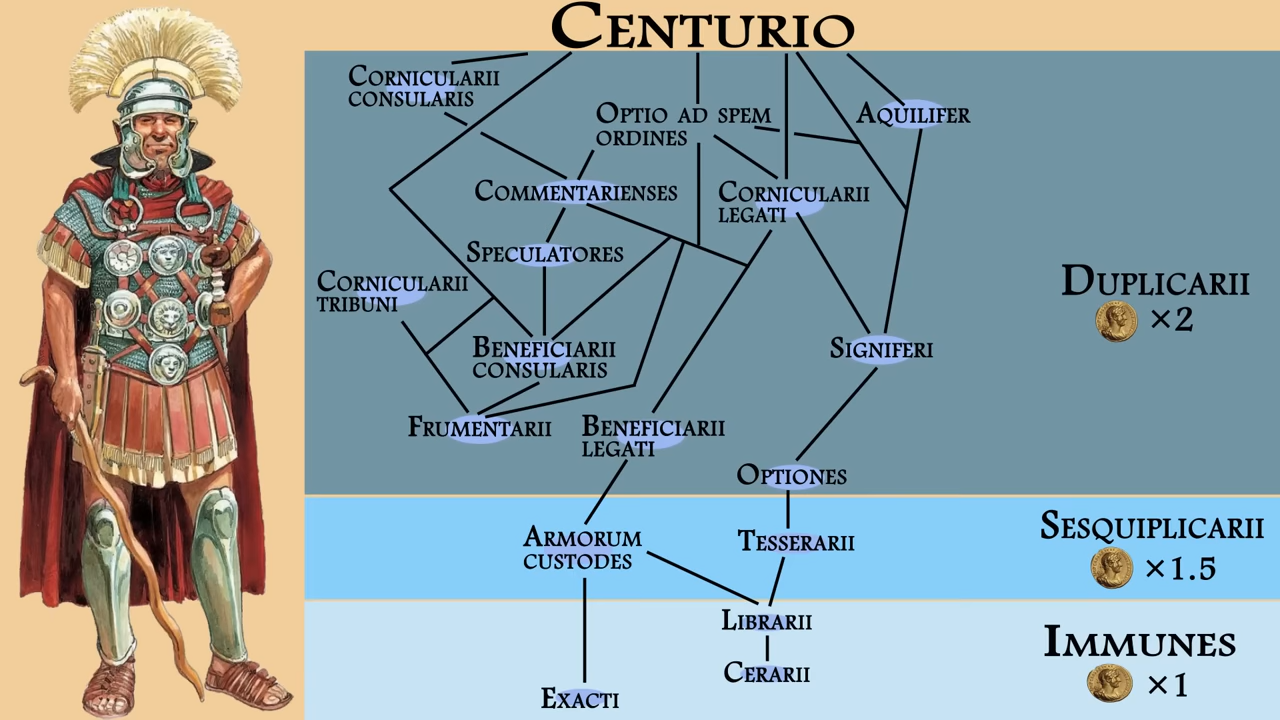 Centurio
Cornicularii
consularis
Optio ad spem
ordines
Aquilifer
Commentarienses
Cornicularii
legati
Speculatores
Cornicularii
tribuni
Duplicarii
×2
Beneficiarii
consularis
Signiferi
Frumentarii
Beneficiarii
legati
Optiones
Armorum
custodes
Tesserarii
Sesquiplicarii
×1.5
Librarii
Cerarii
Exacti
Immunes
×1